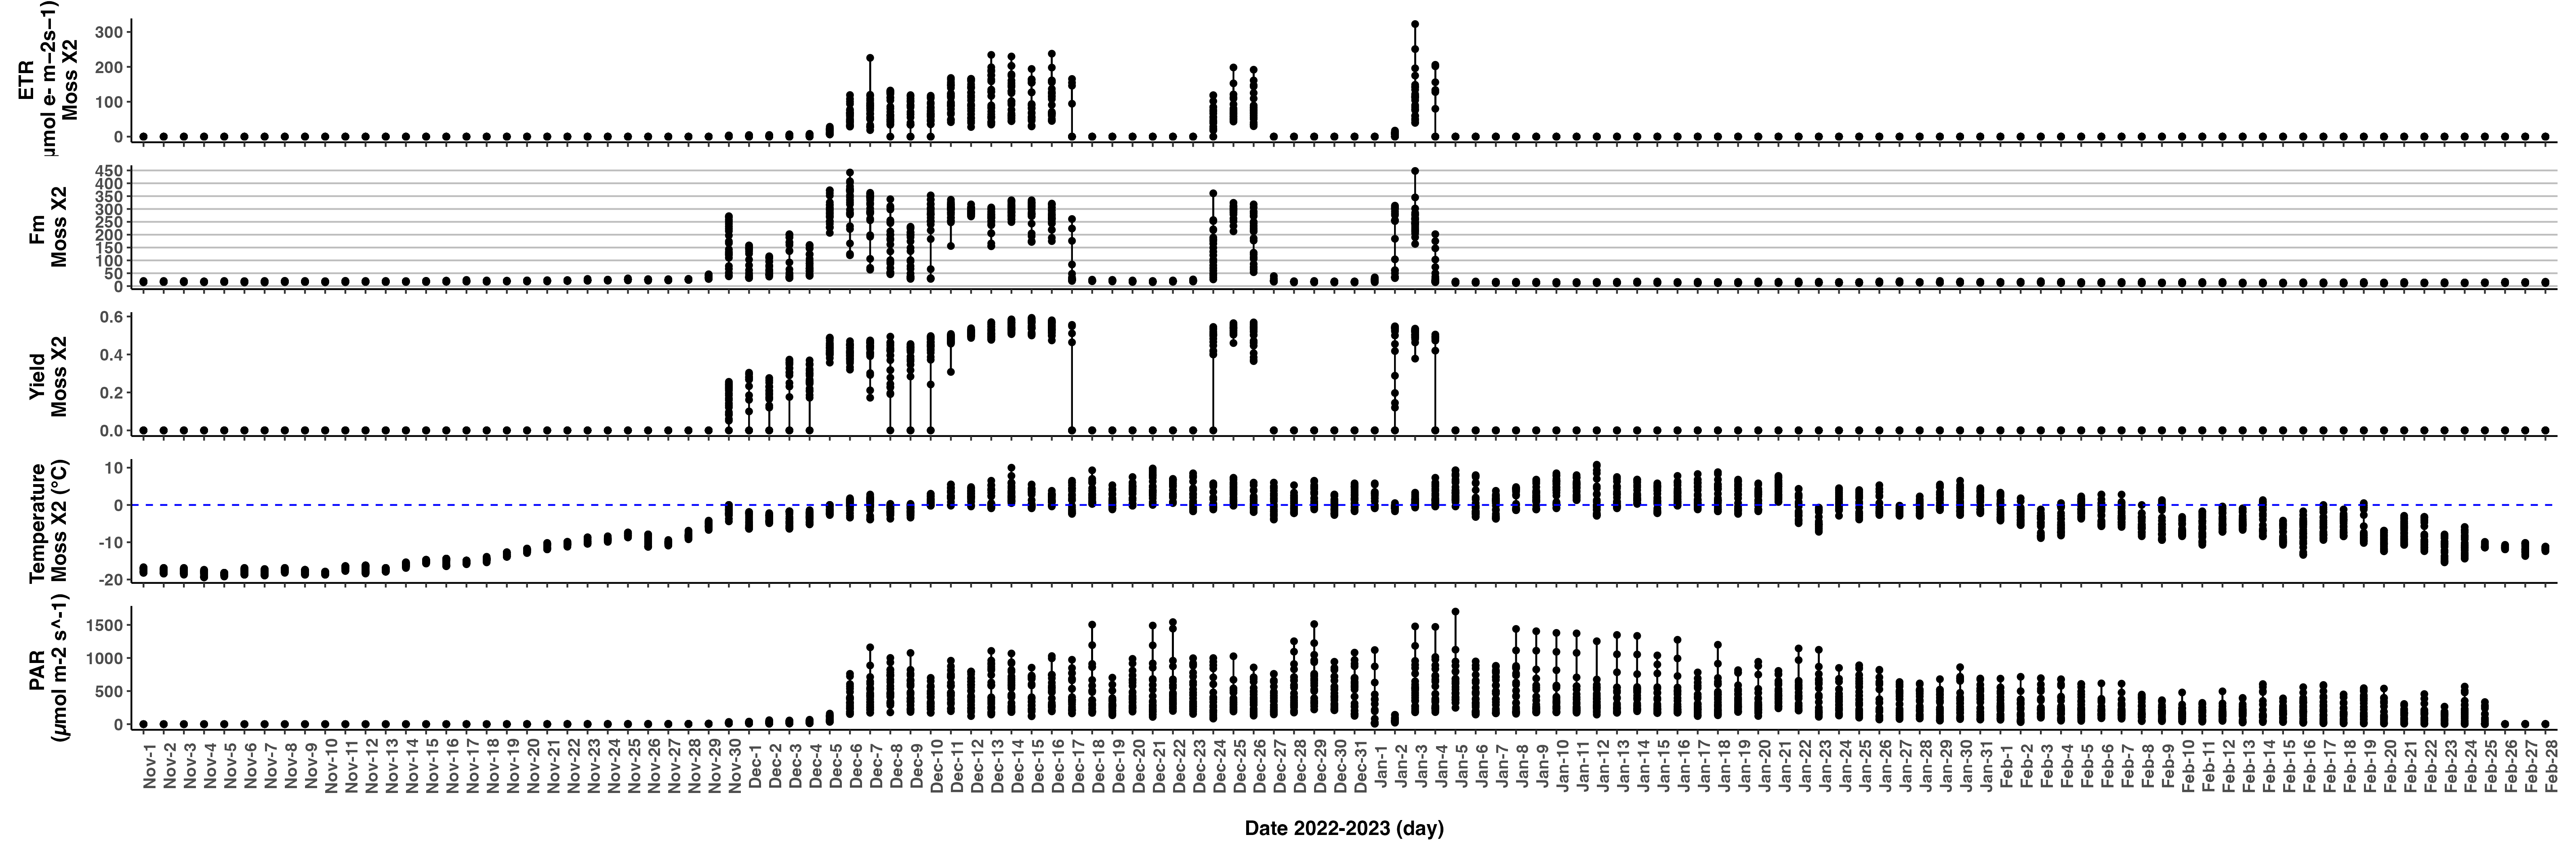 ETR
µmol e- m−2s−1)
Moss X2
300
200
100
0
Fm
Moss X2
450
400
350
300
250
200
150
100
50
0
Yield
Moss X2
0.6
0.4
0.2
0.0
Temperature
Moss X2 (°C)
10
0
-10
-20
PAR
(µmol m-2 s^-1)
1500
1000
500
0
Nov-1
Nov-2
Nov-3
Nov-4
Nov-5
Nov-6
Nov-7
Nov-8
Nov-9
Nov-10
Nov-11
Nov-12
Nov-13
Nov-14
Nov-15
Nov-16
Nov-17
Nov-18
Nov-19
Nov-20
Nov-21
Nov-22
Nov-23
Nov-24
Nov-25
Nov-26
Nov-27
Nov-28
Nov-29
Nov-30
Dec-1
Dec-2
Dec-3
Dec-4
Dec-5
Dec-6
Dec-7
Dec-8
Dec-9
Dec-10
Dec-11
Dec-12
Dec-13
Dec-14
Dec-15
Dec-16
Dec-17
Dec-18
Dec-19
Dec-20
Dec-21
Dec-22
Dec-23
Dec-24
Dec-25
Dec-26
Dec-27
Dec-28
Dec-29
Dec-30
Dec-31
Jan-1
Jan-2
Jan-3
Jan-4
Jan-5
Jan-6
Jan-7
Jan-8
Jan-9
Jan-10
Jan-11
Jan-12
Jan-13
Jan-14
Jan-15
Jan-16
Jan-17
Jan-18
Jan-19
Jan-20
Jan-21
Jan-22
Jan-23
Jan-24
Jan-25
Jan-26
Jan-27
Jan-28
Jan-29
Jan-30
Jan-31
Feb-1
Feb-2
Feb-3
Feb-4
Feb-5
Feb-6
Feb-7
Feb-8
Feb-9
Feb-10
Feb-11
Feb-12
Feb-13
Feb-14
Feb-15
Feb-16
Feb-17
Feb-18
Feb-19
Feb-20
Feb-21
Feb-22
Feb-23
Feb-24
Feb-25
Feb-26
Feb-27
Feb-28
Date 2022-2023 (day)